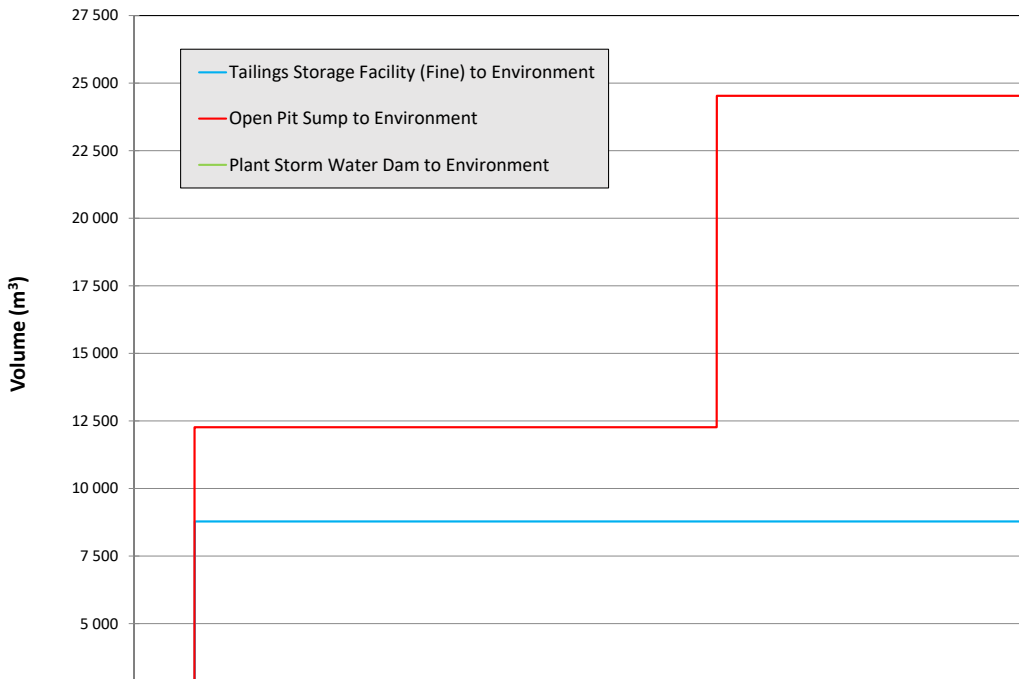 27 500
25 000
22 500
20 000
17 500
15 000
12 500
10 000
7 500
5 000
Volume (m³)
Tailings Storage Facility (Fine) to Environment
Open Pit Sump to Environment
Plant Storm Water Dam to Environment